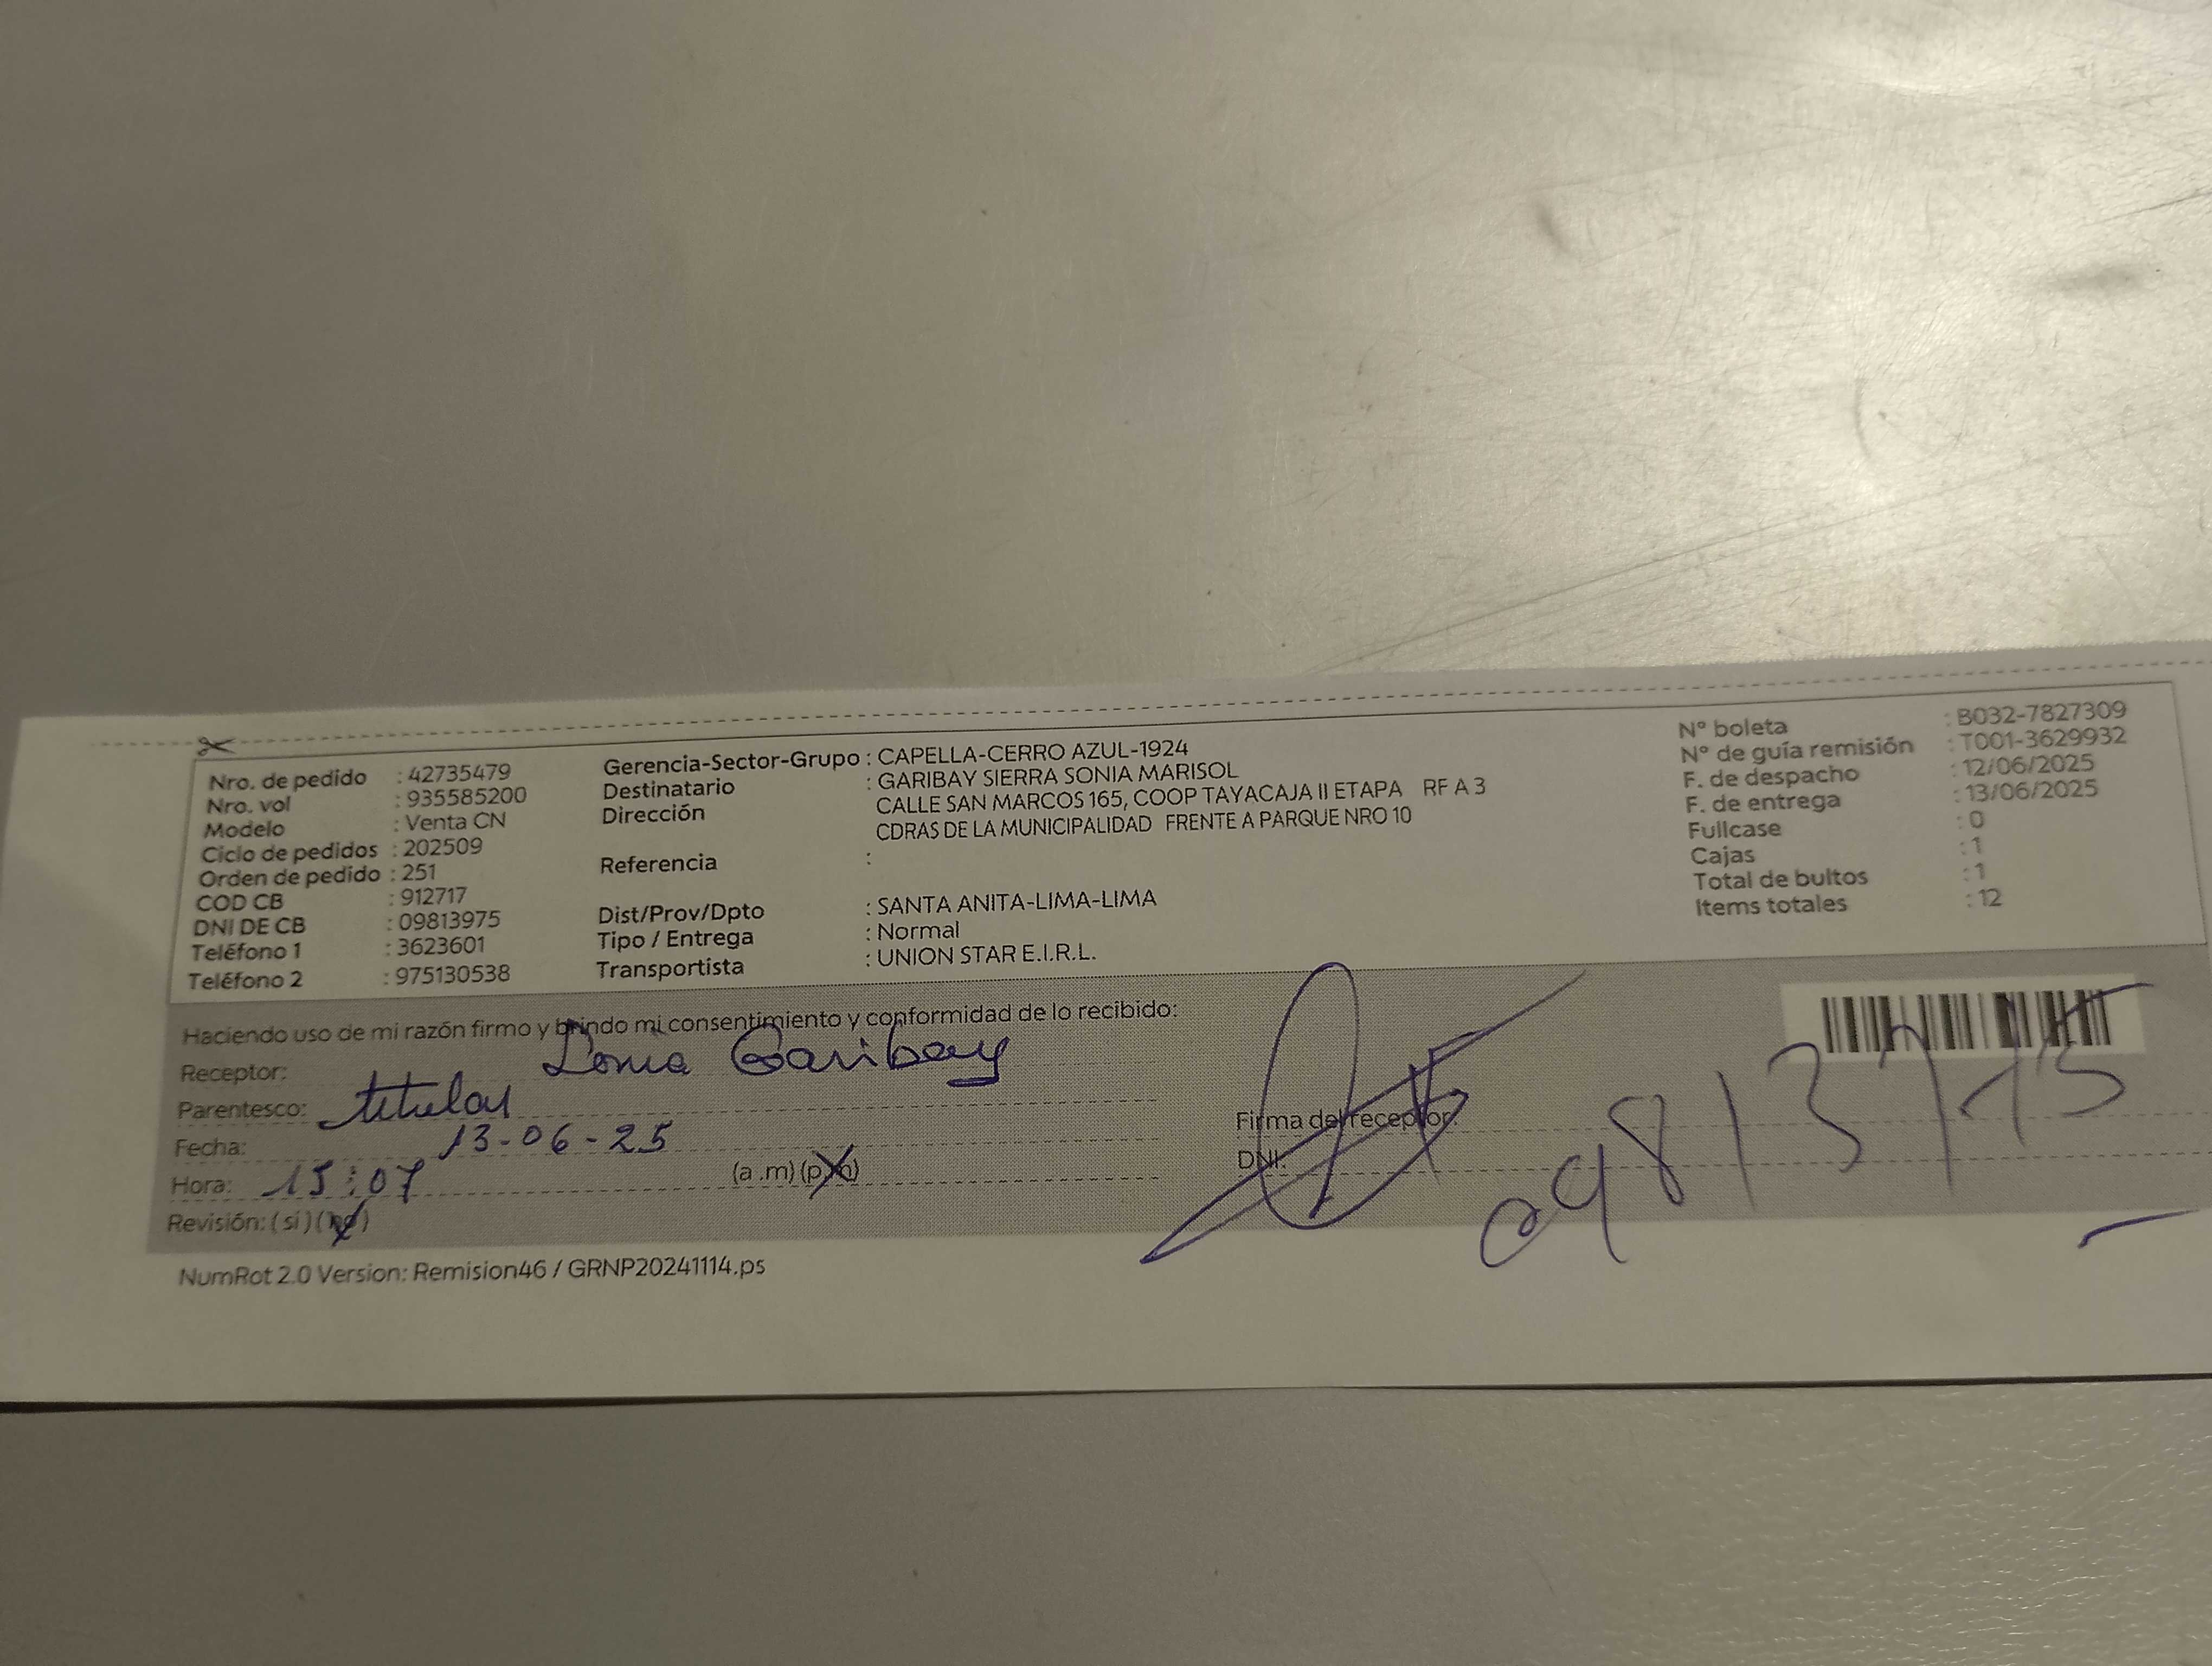 Nro. de pedido : 42735479
Nro. vol : 935585200
Modelo : Venta CN
Ciclo de pedidos : 202509
Orden de pedido : 251
COD CB : 912717
DNI DE CB : 09813975
Teléfono 1 : 3623601
Teléfono 2 : 975130538
Gerencia-Sector-Grupo : CAPELLA-CERRO AZUL-1924
Destinatario : GARIBAY SIERRA SONIA MARISOL
Dirección CALLE SAN MARCOS 165, COOP TAYACAJA II ETAPA RF A 3
CDRAS DE LA MUNICIPALIDAD FRENTE A PARQUE NRO 10
Referencia :
Dist/Prov/Dpto : SANTA ANITA-LIMA-LIMA
Tipo / Entrega : Normal
Transportista : UNION STAR E.I.R.L.
N° boleta : B032-7827309
N° de guía remisión : T001-3629932
F. de despacho : 12/06/2025
F. de entrega : 13/06/2025
Fullcase : 0
Cajas : 1
Total de bultos : 1
Items totales : 12
Haciendo uso de mi razón firmo y brindo mi consentimiento y conformidad de lo recibido:
Receptor: Sonia Garibay
Parentesco: titular
Fecha: 13-06-25
Hora: 15:07 (a .m) (p.m)
Revisión: ( sí ) ( no )
Firma del receptor:
DNI:
NumRot 2.0 Version: Remision46 / GRNP20241114.ps